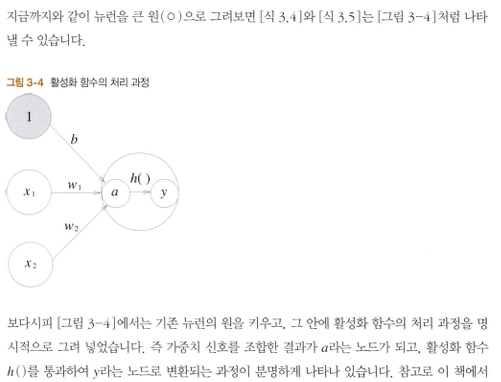 지금까지와 같이 뉴런을 큰 원(○)으로 그려보면 [식 3.4]와 [식 3.5]는 [그림 3-4]처럼 나타
낼 수 있습니다.
그림 3-4 활성화 함수의 처리 과정
1
b
x₁
w₁
a
h( )
y
w₂
x₂
보다시피 [그림 3-4]에서는 기존 뉴런의 원을 키우고, 그 안에 활성화 함수의 처리 과정을 명
시적으로 그려 넣었습니다. 즉 가중치 신호를 조합한 결과가 a라는 노드가 되고, 활성화 함수
h()를 통과하여 y라는 노드로 변환되는 과정이 분명하게 나타나 있습니다. 참고로 이 책에서